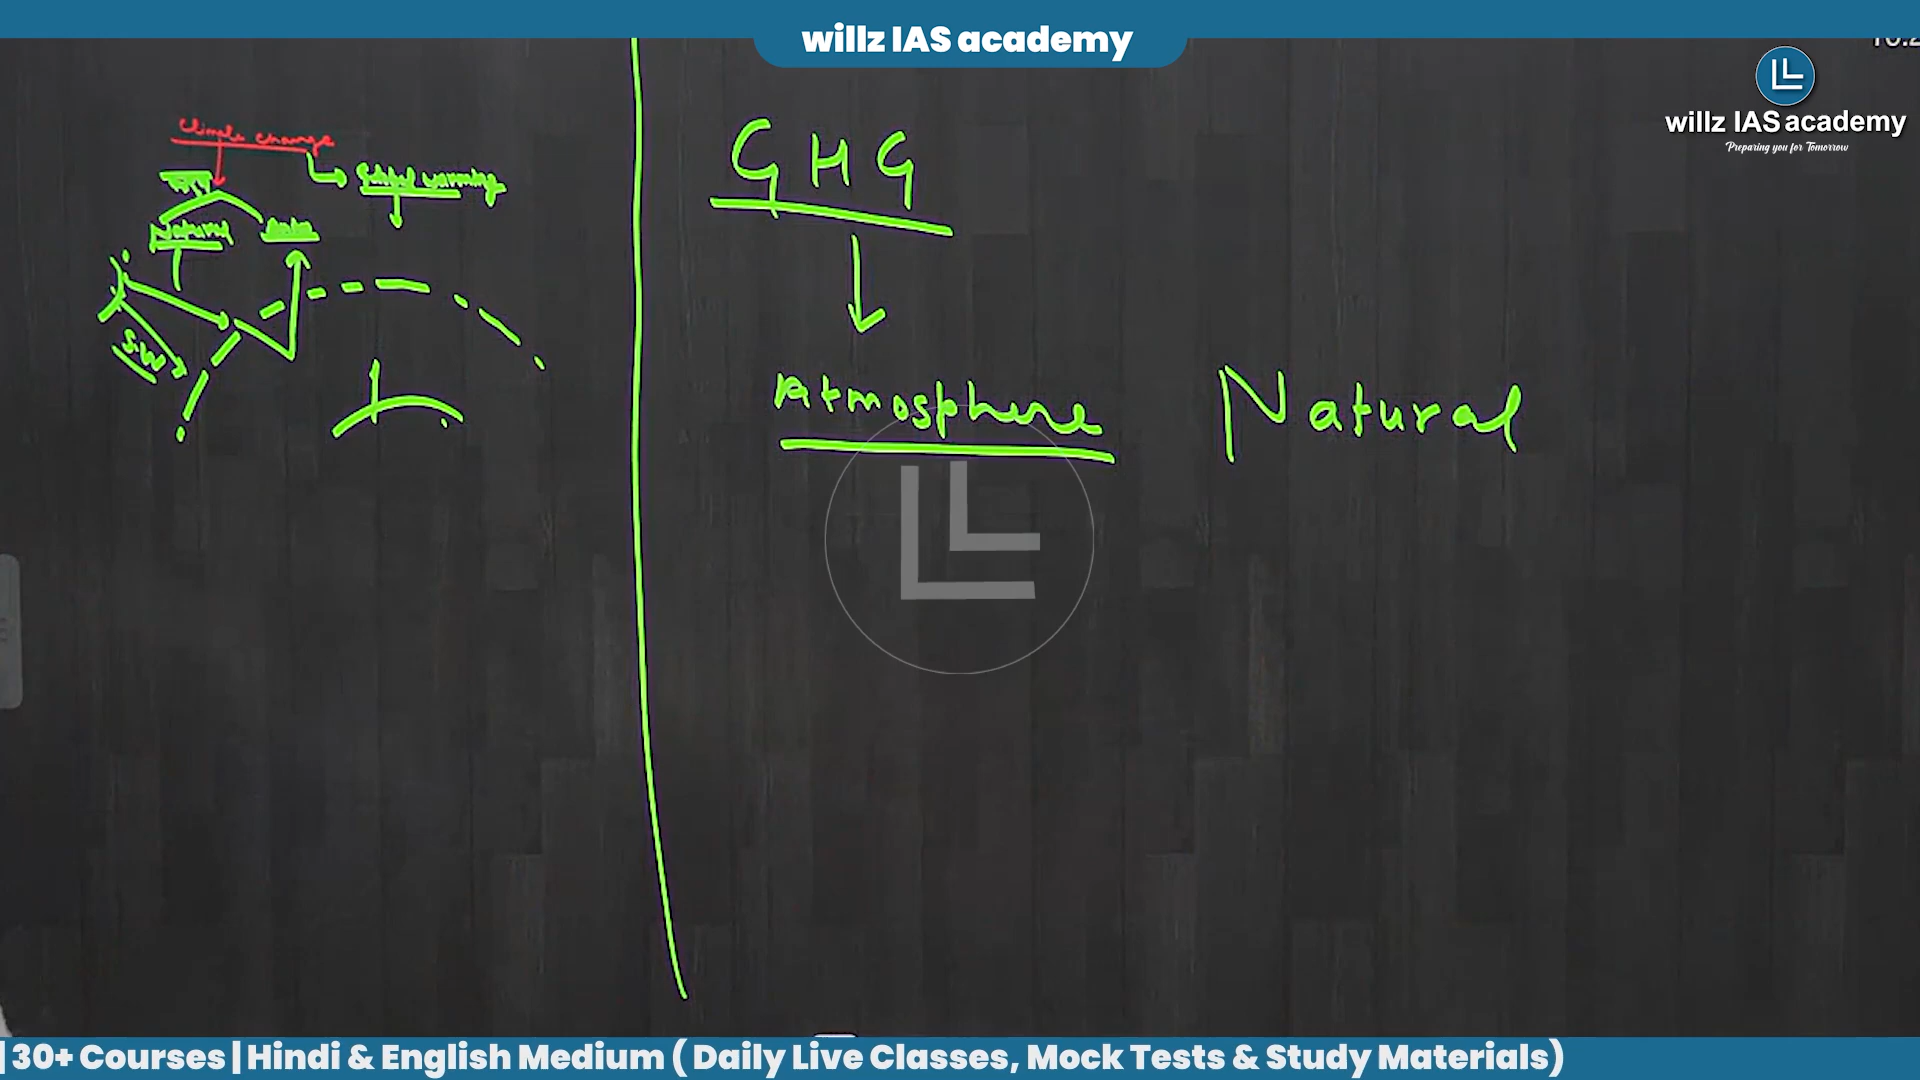 willz IAS academy
willz IAS academy
Preparing you for Tomorrow
Climate change
Global warming
Natural
S.W
GHG
Atmosphere
Natural
| 30+ Courses | Hindi & English Medium ( Daily Live Classes, Mock Tests & Study Materials)